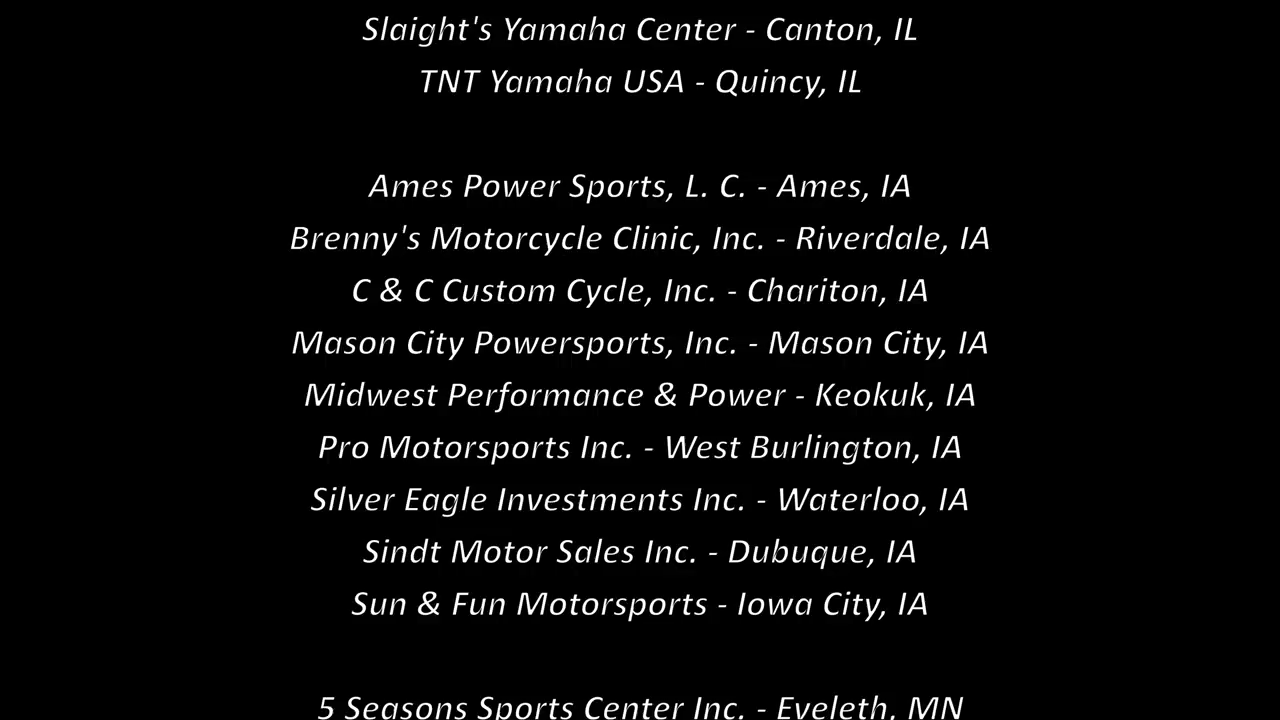 Slaight's Yamaha Center - Canton, IL
TNT Yamaha USA - Quincy, IL
Ames Power Sports, L. C. - Ames, IA
Brenny's Motorcycle Clinic, Inc. - Riverdale, IA
C & C Custom Cycle, Inc. - Chariton, IA
Mason City Powersports, Inc. - Mason City, IA
Midwest Performance & Power - Keokuk, IA
Pro Motorsports Inc. - West Burlington, IA
Silver Eagle Investments Inc. - Waterloo, IA
Sindt Motor Sales Inc. - Dubuque, IA
Sun & Fun Motorsports - Iowa City, IA
5 Seasons Sports Center Inc. - Eveleth, MN